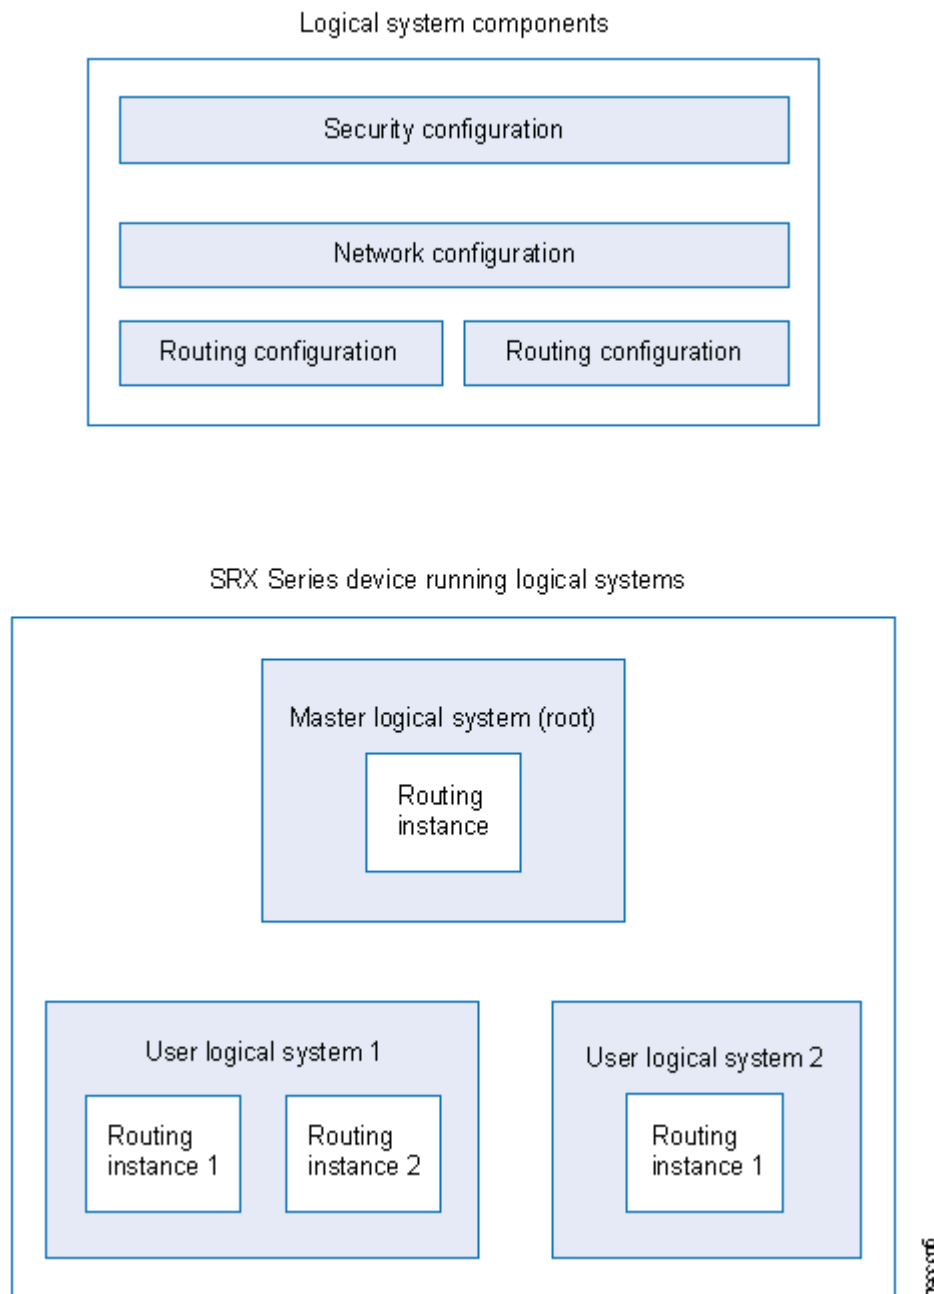 Logical system components
Security configuration
Network configuration
Routing configuration
Routing configuration
SRX Series device running logical systems
Master logical system (root)
Routing
instance
User logical system 1
Routing
instance 1
Routing
instance 2
User logical system 2
Routing
instance 1